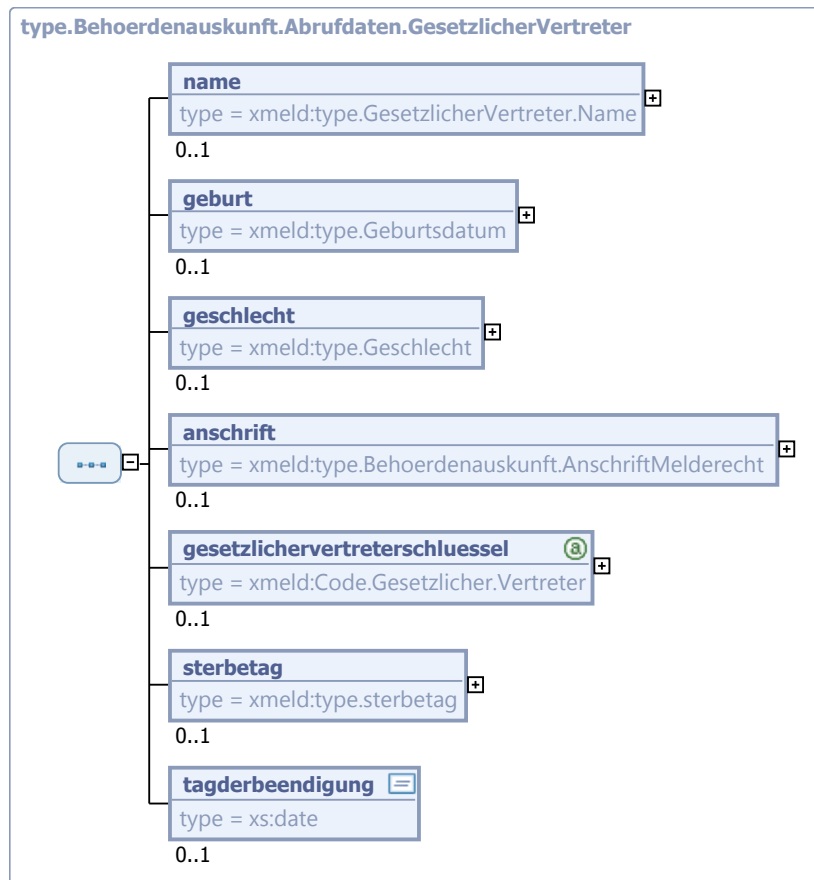 type.Behoerdenauskunft.Abrufdaten.GesetzlicherVertreter
name
type = xmeld:type.GesetzlicherVertreter.Name
0..1
geburt
type = xmeld:type.Geburtsdatum
0..1
geschlecht
type = xmeld:type.Geschlecht
0..1
anschrift
type = xmeld:type.Behoerdenauskunft.AnschriftMelderecht
0..1
gesetzlichervertreterschluessel a
type = xmeld:Code.Gesetzlicher.Vertreter
0..1
sterbetag
type = xmeld:type.sterbetag
0..1
tagderbeendigung
type = xs:date
0..1